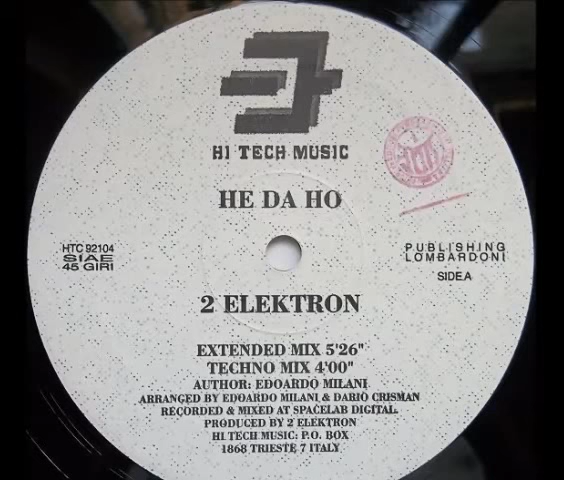 HI TECH MUSIC
HE DA HO
HTC 92104
SIAE
45 GIRI
PUBLISHING
LOMBARDONI
SIDE A
2 ELEKTRON
EXTENDED MIX 5'26"
TECHNO MIX 4'00"
AUTHOR: EDOARDO MILANI
ARRANGED BY EDOARDO MILANI & DARIO CRISMAN
RECORDED & MIXED AT SPACELAB DIGITAL.
PRODUCED BY 2 ELEKTRON
HI TECH MUSIC: P.O. BOX
1868 TRIESTE 7 ITALY